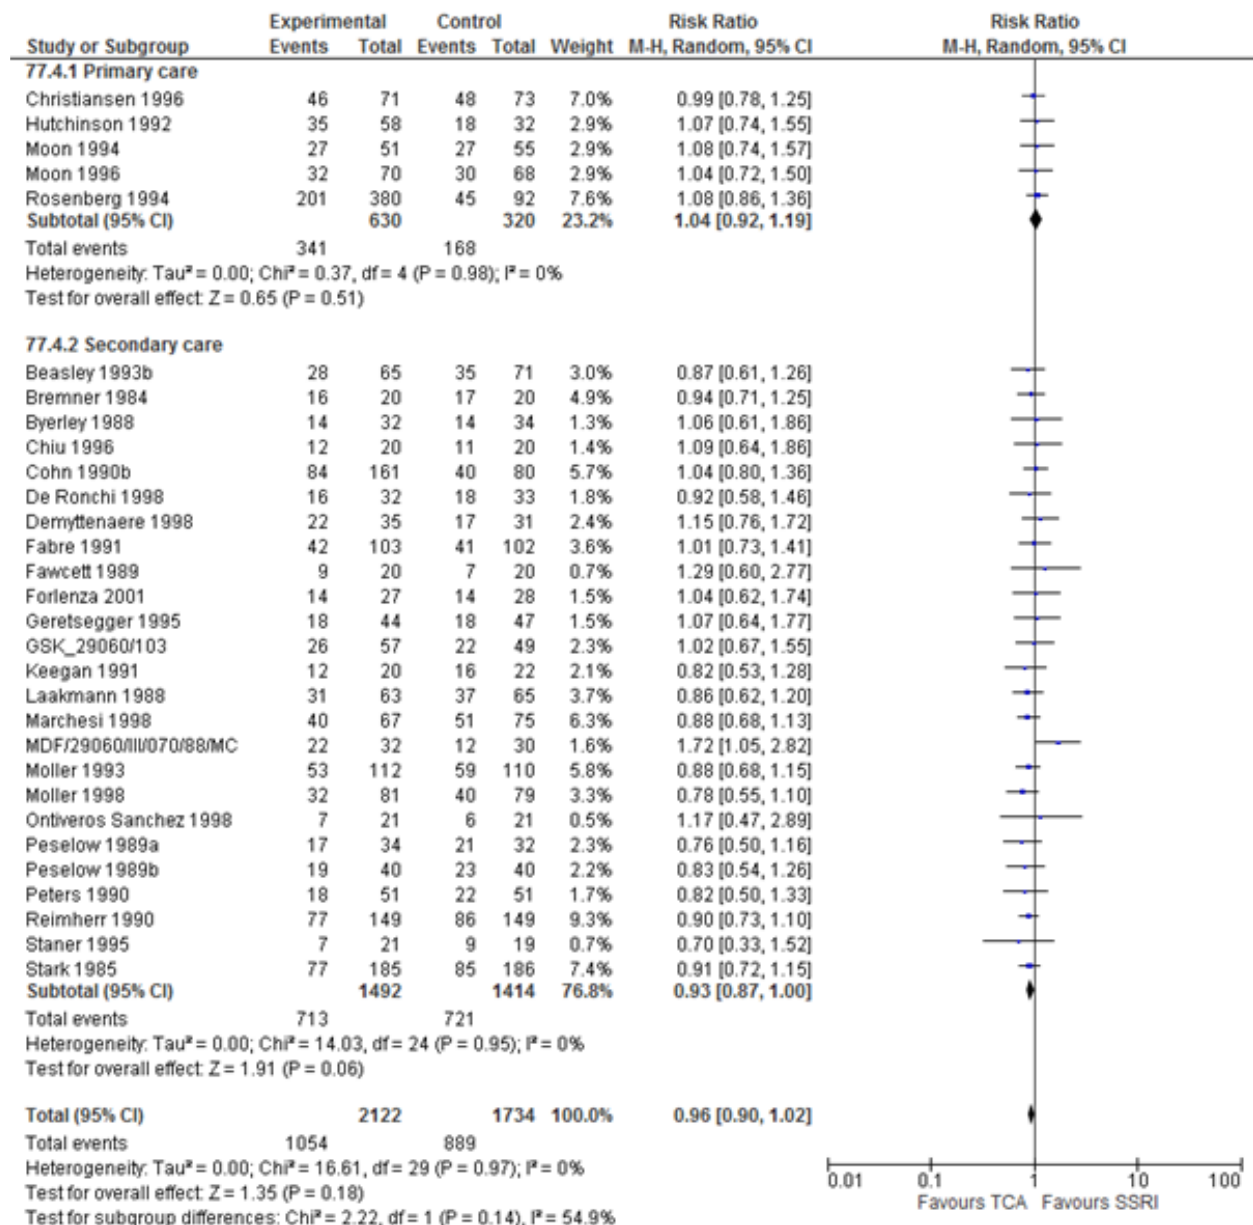 Experimental Control Risk Ratio Risk Ratio
Study or Subgroup Events Total Events Total Weight M-H, Random, 95% CI M-H, Random, 95% CI
77.4.1 Primary care
Christiansen 1996 46 71 48 73 7.0% 0.99 [0.78, 1.25]
Hutchinson 1992 35 58 18 32 2.9% 1.07 [0.74, 1.55]
Moon 1994 27 51 27 55 2.9% 1.08 [0.74, 1.57]
Moon 1996 32 70 30 68 2.9% 1.04 [0.72, 1.50]
Rosenberg 1994 201 380 45 92 7.6% 1.08 [0.86, 1.36]
Subtotal (95% CI) 630 320 23.2% 1.04 [0.92, 1.19]
Total events 341 168
Heterogeneity: Tau² = 0.00; Chi² = 0.37, df = 4 (P = 0.98); I² = 0%
Test for overall effect: Z = 0.65 (P = 0.51)
77.4.2 Secondary care
Beasley 1993b 28 65 35 71 3.0% 0.87 [0.61, 1.26]
Bremner 1984 16 20 17 20 4.9% 0.94 [0.71, 1.25]
Byerley 1988 14 32 14 34 1.3% 1.06 [0.61, 1.86]
Chiu 1996 12 20 11 20 1.4% 1.09 [0.64, 1.86]
Cohn 1990b 84 161 40 80 5.7% 1.04 [0.80, 1.36]
De Ronchi 1998 16 32 18 33 1.8% 0.92 [0.58, 1.46]
Demyttenaere 1998 22 35 17 31 2.4% 1.15 [0.76, 1.72]
Fabre 1991 42 103 41 102 3.6% 1.01 [0.73, 1.41]
Fawcett 1989 9 20 7 20 0.7% 1.29 [0.60, 2.77]
Forlenza 2001 14 27 14 28 1.5% 1.04 [0.62, 1.74]
Geretsegger 1995 18 44 18 47 1.5% 1.07 [0.64, 1.77]
GSK_29060/103 26 57 22 49 2.3% 1.02 [0.67, 1.55]
Keegan 1991 12 20 16 22 2.1% 0.82 [0.53, 1.28]
Laakmann 1988 31 63 37 65 3.7% 0.86 [0.62, 1.20]
Marchesi 1998 40 67 51 75 6.3% 0.88 [0.68, 1.13]
MDF/29060/III/070/88/MC 22 32 12 30 1.6% 1.72 [1.05, 2.82]
Moller 1993 53 112 59 110 5.8% 0.88 [0.68, 1.15]
Moller 1998 32 81 40 79 3.3% 0.78 [0.55, 1.10]
Ontiveros Sanchez 1998 7 21 6 21 0.5% 1.17 [0.47, 2.89]
Peselow 1989a 17 34 21 32 2.3% 0.76 [0.50, 1.16]
Peselow 1989b 19 40 23 40 2.2% 0.83 [0.54, 1.26]
Peters 1990 18 51 22 51 1.7% 0.82 [0.50, 1.33]
Reimherr 1990 77 149 86 149 9.3% 0.90 [0.73, 1.10]
Staner 1995 7 21 9 19 0.7% 0.70 [0.33, 1.52]
Stark 1985 77 185 85 186 7.4% 0.91 [0.72, 1.15]
Subtotal (95% CI) 1492 1414 76.8% 0.93 [0.87, 1.00]
Total events 713 721
Heterogeneity: Tau² = 0.00; Chi² = 14.03, df = 24 (P = 0.95); I² = 0%
Test for overall effect: Z = 1.91 (P = 0.06)
Total (95% CI) 2122 1734 100.0% 0.96 [0.90, 1.02]
Total events 1054 889
Heterogeneity: Tau² = 0.00; Chi² = 16.61, df = 29 (P = 0.97); I² = 0%
Test for overall effect: Z = 1.35 (P = 0.18)
Test for subgroup differences: Chi² = 2.22, df = 1 (P = 0.14), I² = 54.9%
0.01 0.1 1 10 100
Favours TCA Favours SSRI